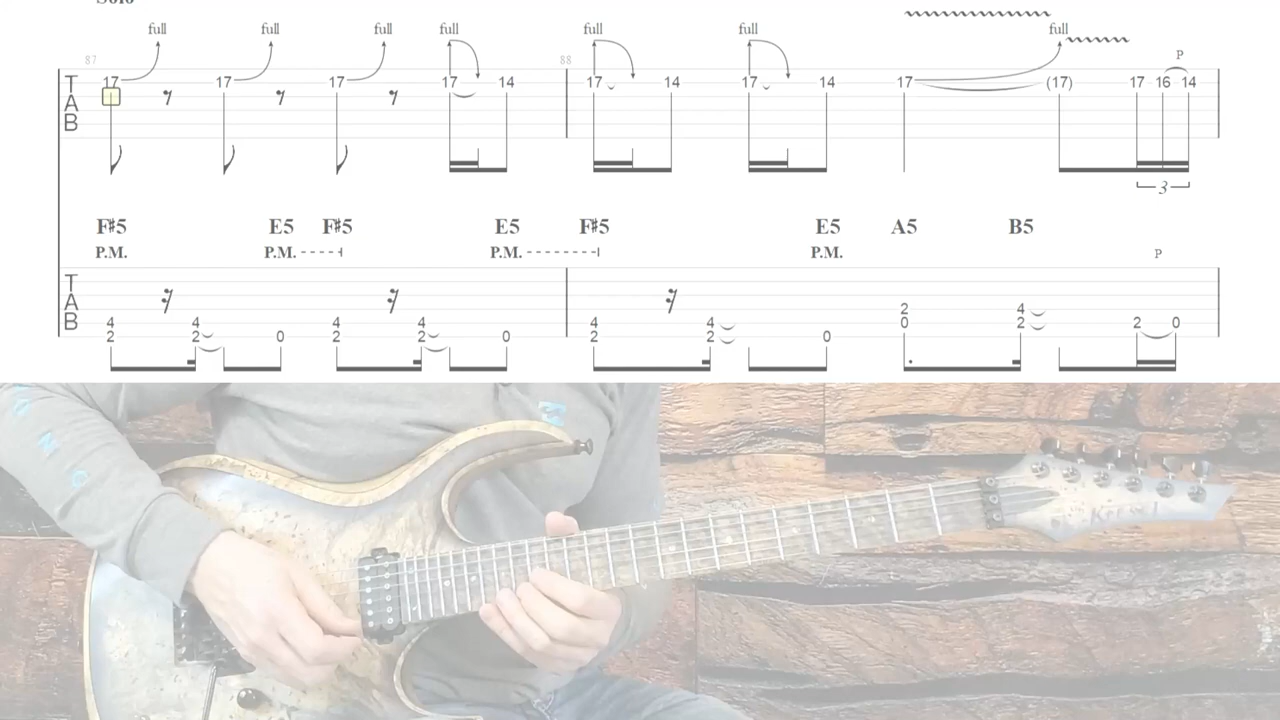 Solo
full full full full full full full
87 88
17 17 17 17 14 17 14 17 14 17 (17) 17 16 14
P
T
A
B
3
F♯5 E5 F♯5 E5 F♯5 E5 A5 B5
P.M. P.M. P.M. P.M. P
T
A
B
2 4
4 4 4 4 4 4 0 2 2 0
2 2 0 2 2 0 2 2 0